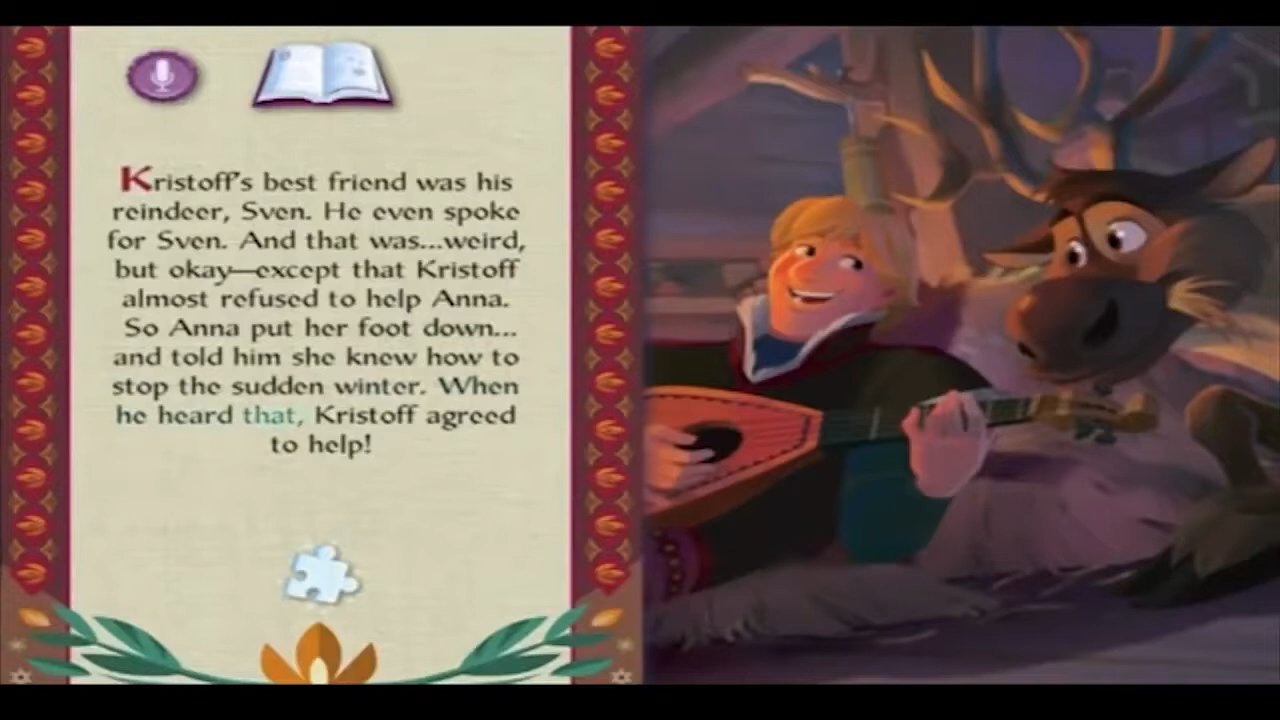 Kristoff's best friend was his
reindeer, Sven. He even spoke
for Sven. And that was...weird,
but okay—except that Kristoff
almost refused to help Anna.
So Anna put her foot down...
and told him she knew how to
stop the sudden winter. When
he heard that, Kristoff agreed
to help!